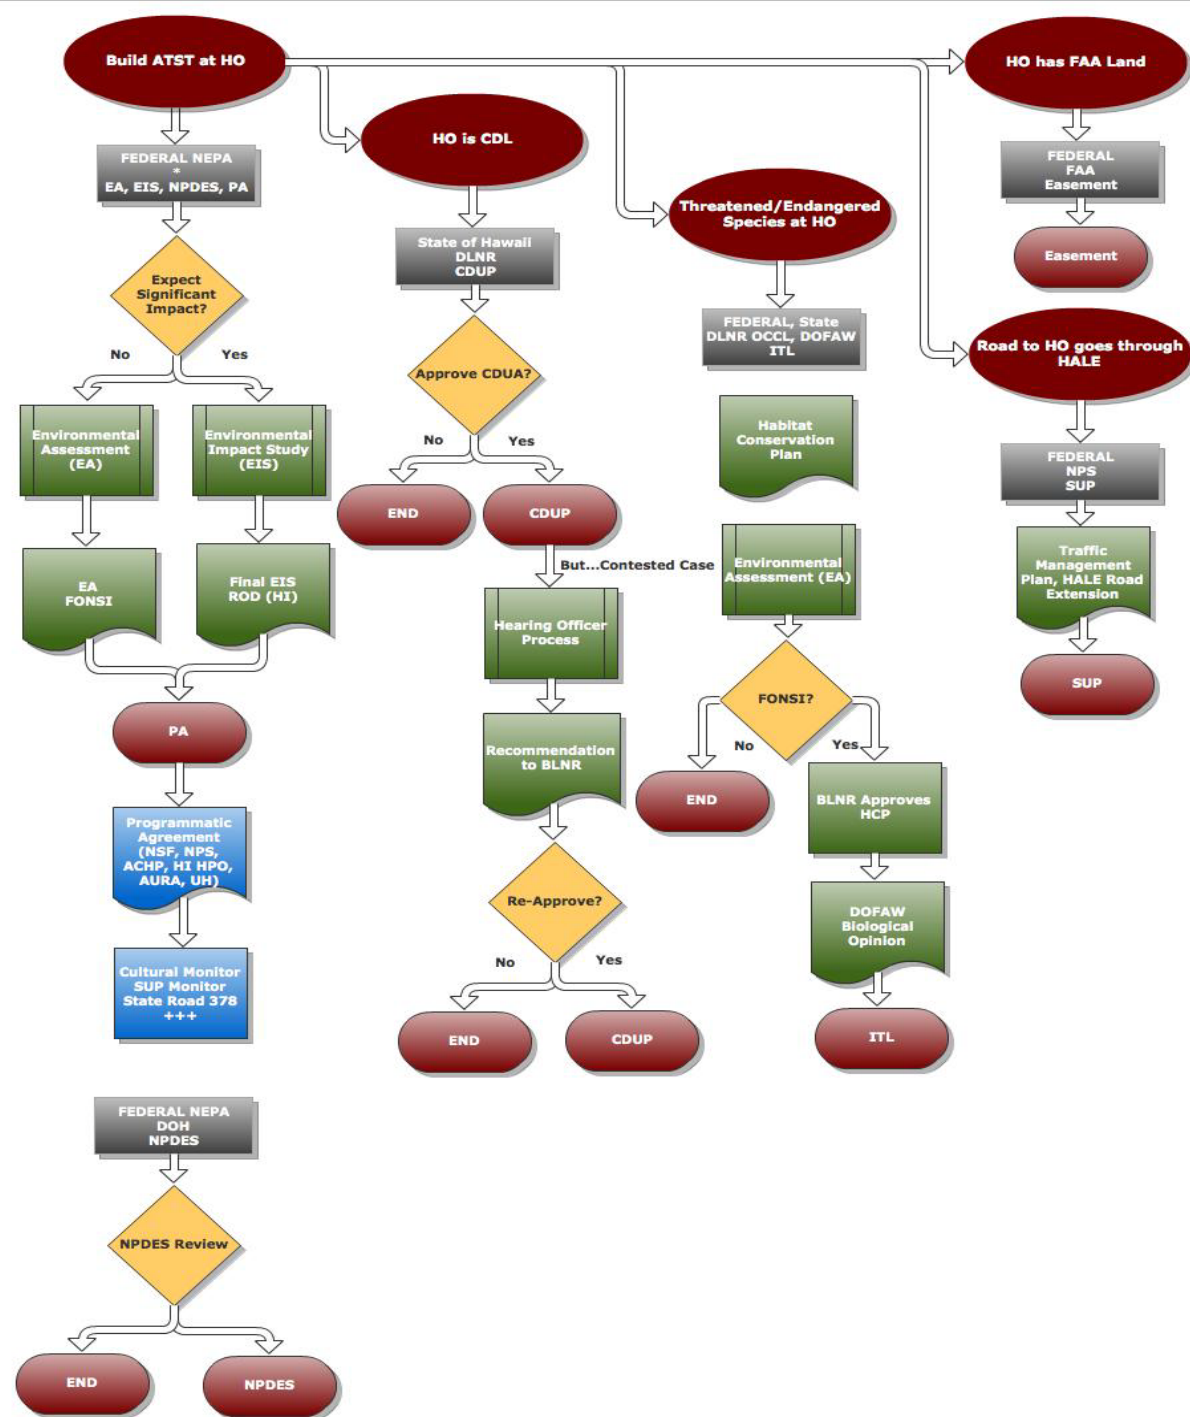 Build ATST at HO
FEDERAL NEPA
*
EA, EIS, NPDES, PA
Expect
Significant
Impact?
No
Yes
Environmental
Assessment
(EA)
Environmental
Impact Study
(EIS)
EA
FONSI
Final EIS
ROD (HI)
PA
Programmatic
Agreement
(NSF, NPS,
ACHP, HI HPO,
AURA, UH)
Cultural Monitor
SUP Monitor
State Road 378
+++
FEDERAL NEPA
DOH
NPDES
NPDES Review
END
NPDES
HO is CDL
State of Hawaii
DLNR
CDUP
Approve CDUA?
No
Yes
END
CDUP
But...Contested Case
Hearing Officer
Process
Recommendation
to BLNR
Re-Approve?
No
Yes
END
CDUP
Threatened/Endangered
Species at HO
FEDERAL, State
DLNR OCCL, DOFAW
ITL
Habitat
Conservation
Plan
Environmental
Assessment (EA)
FONSI?
No
Yes
END
BLNR Approves
HCP
DOFAW
Biological
Opinion
ITL
HO has FAA Land
FEDERAL
FAA
Easement
Easement
Road to HO goes through
HALE
FEDERAL
NPS
SUP
Traffic
Management
Plan, HALE Road
Extension
SUP